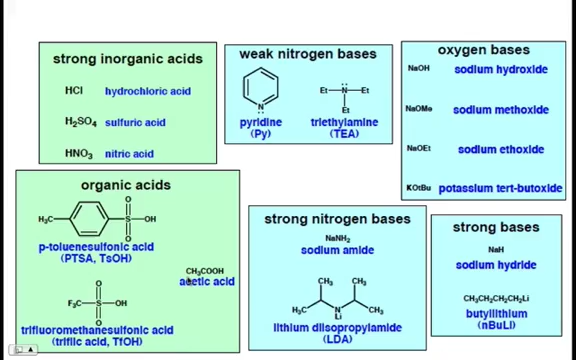 strong inorganic acids
HCl hydrochloric acid
H2SO4 sulfuric acid
HNO3 nitric acid
weak nitrogen bases
N
pyridine
(Py)
Et N Et
Et
triethylamine
(TEA)
oxygen bases
NaOH sodium hydroxide
NaOMe sodium methoxide
NaOEt sodium ethoxide
KOtBu potassium tert-butoxide
organic acids
O
H3C S OH
O
p-toluenesulfonic acid
(PTSA, TsOH)
CH3COOH
acetic acid
O
F3C S OH
O
trifluoromethanesulfonic acid
(triflic acid, TfOH)
strong nitrogen bases
NaNH2
sodium amide
CH3 CH3
H3C N CH3
Li
lithium diisopropylamide
(LDA)
strong bases
NaH
sodium hydride
CH3CH2CH2CH2Li
butyllithium
(nBuLi)